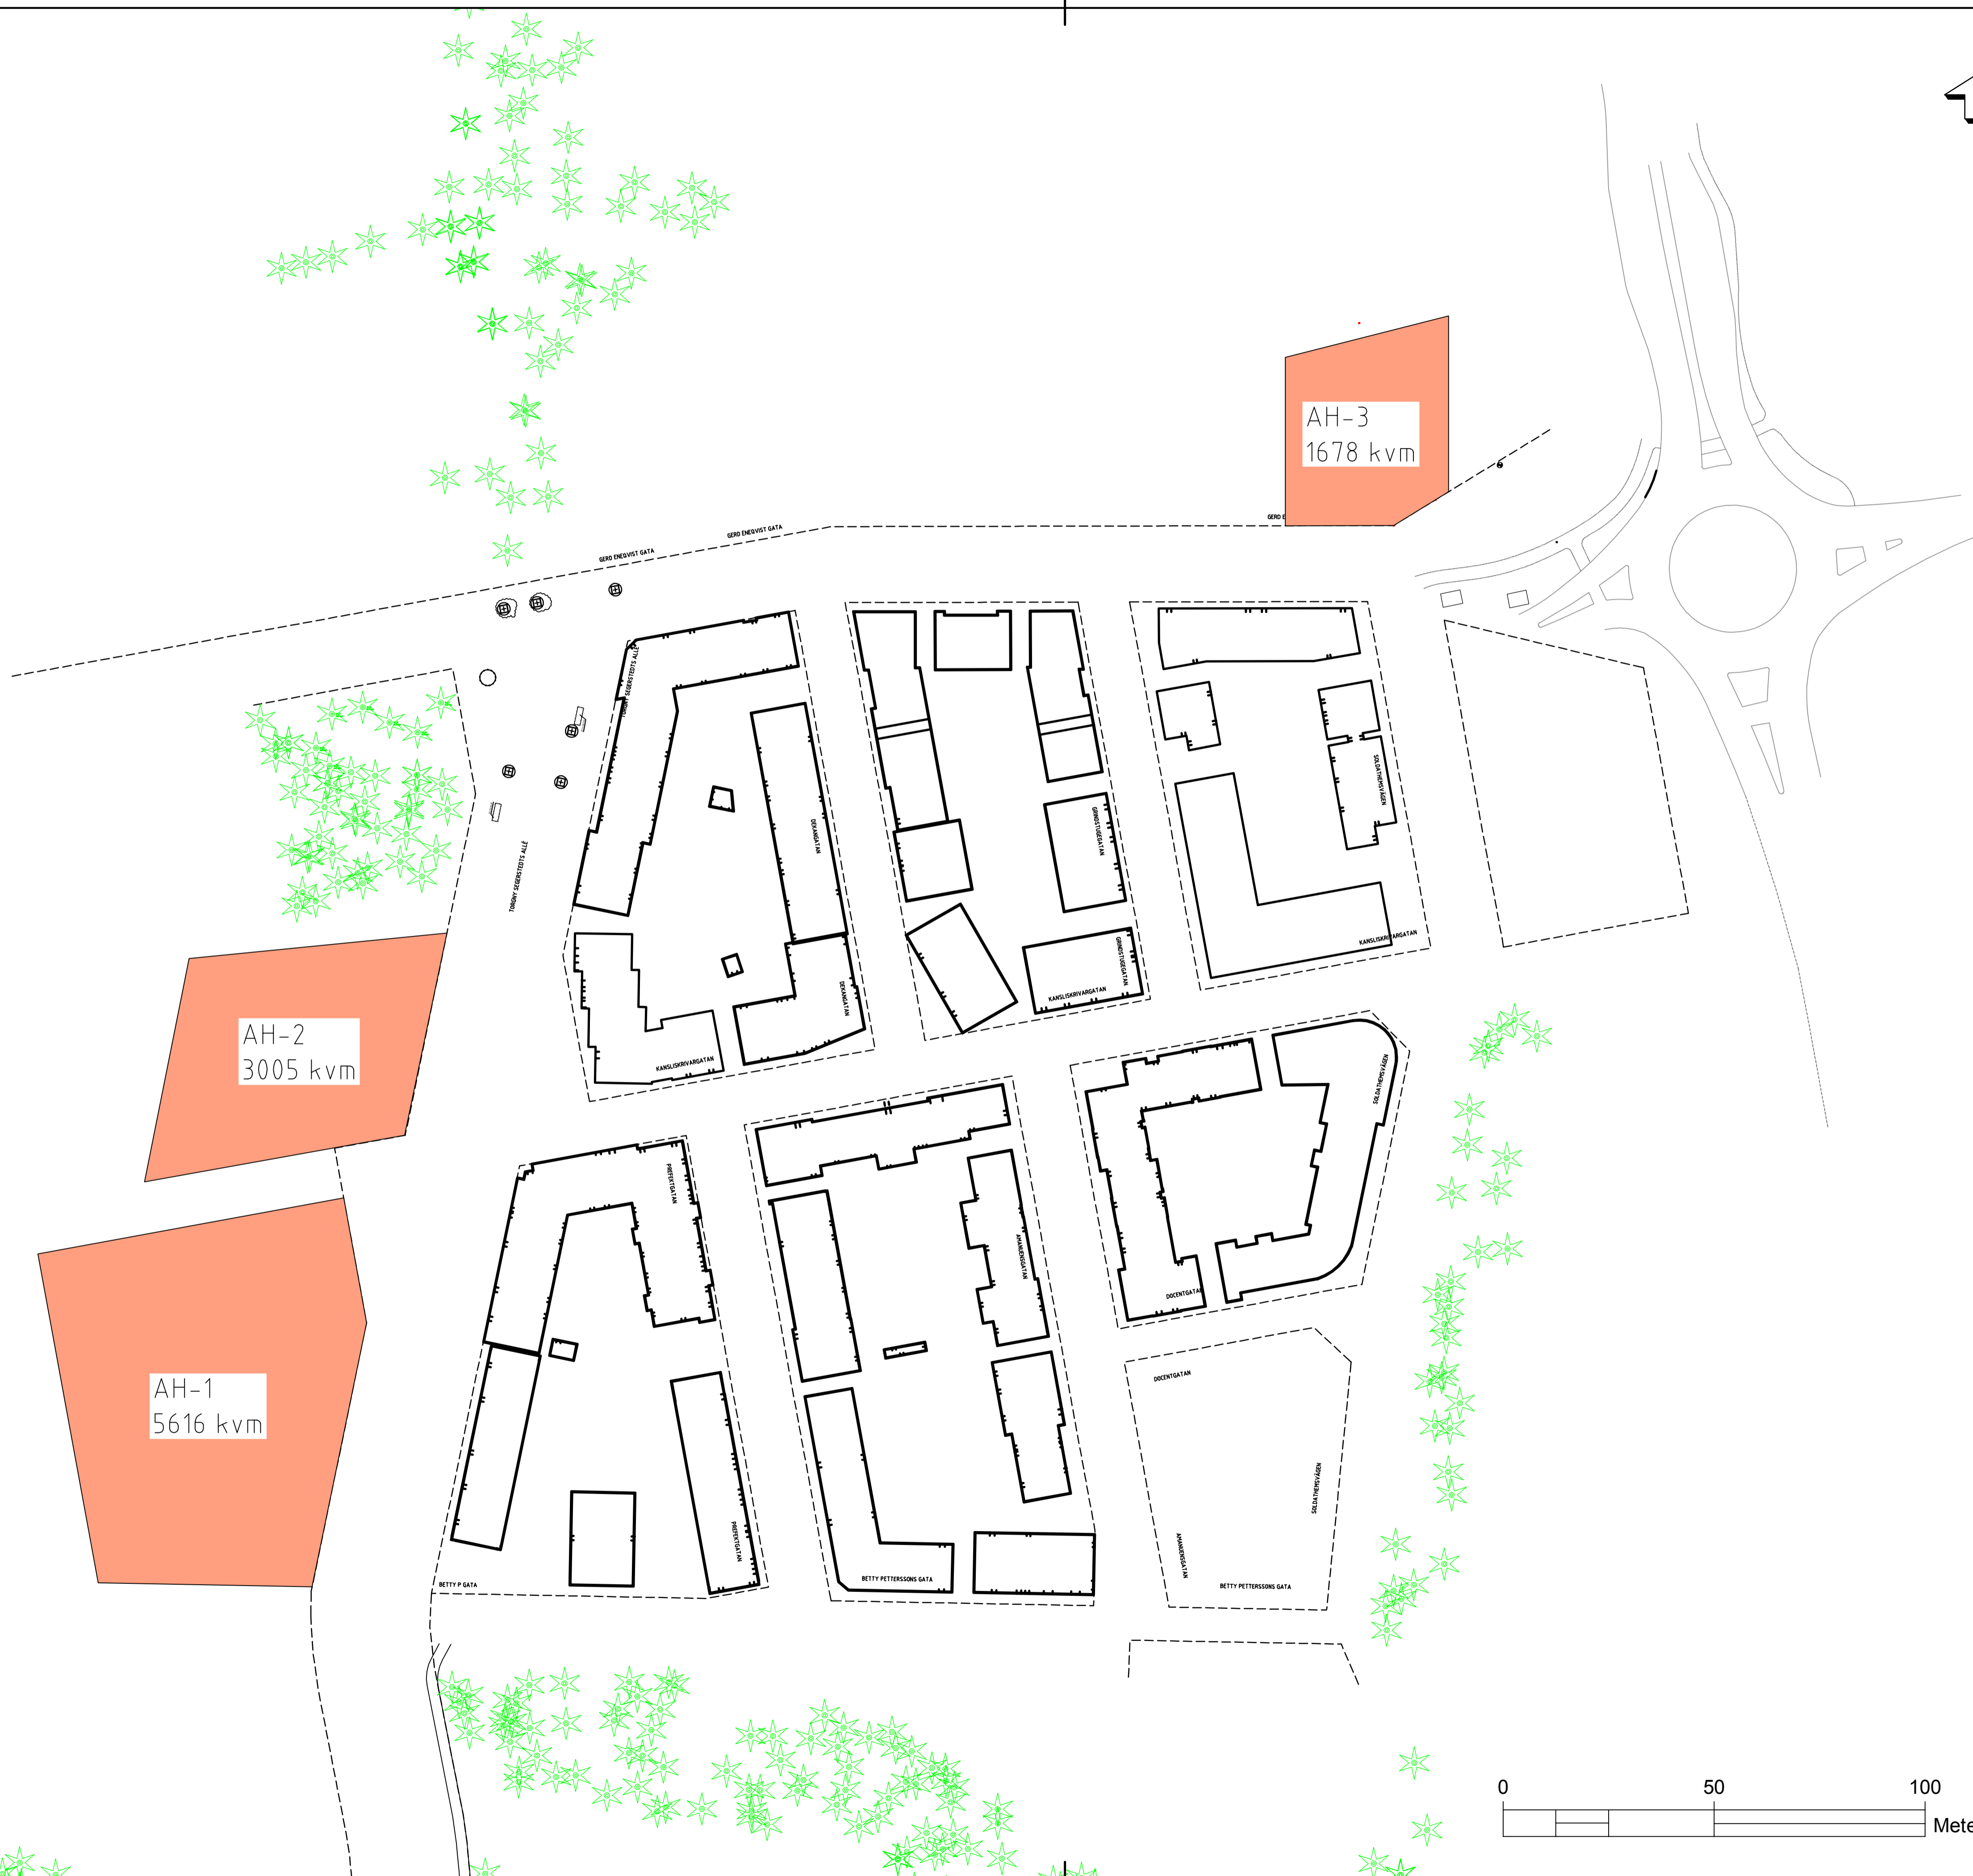 AH-3
1678 kvm
GERD E
GERD ENEQVIST GATA
GERD ENEQVIST GATA
TORGNY SEGERSTEDTS ALLÉ
SOLDATHEMSVÄGEN
GRINDSTUGEGATAN
DEKANGATAN
TORGNY SEGERSTEDTS ALLÉ
KANSLISKRIVARGATAN
GRINDSTUGEGATAN
DEKANGATAN
KANSLISKRIVARGATAN
AH-2
3005 kvm
KANSLISKRIVARGATAN
SOLDATHEMSVÄGEN
PREFEKTGATAN
AMANUENSGATAN
DOCENTGATAN
DOCENTGATAN
AH-1
5616 kvm
SOLDATHEMSVÄGEN
PREFEKTGATAN
AMANUENSGATAN
BETTY P GATA
BETTY PETTERSSONS GATA
BETTY PETTERSSONS GATA
0 50 100
Mete